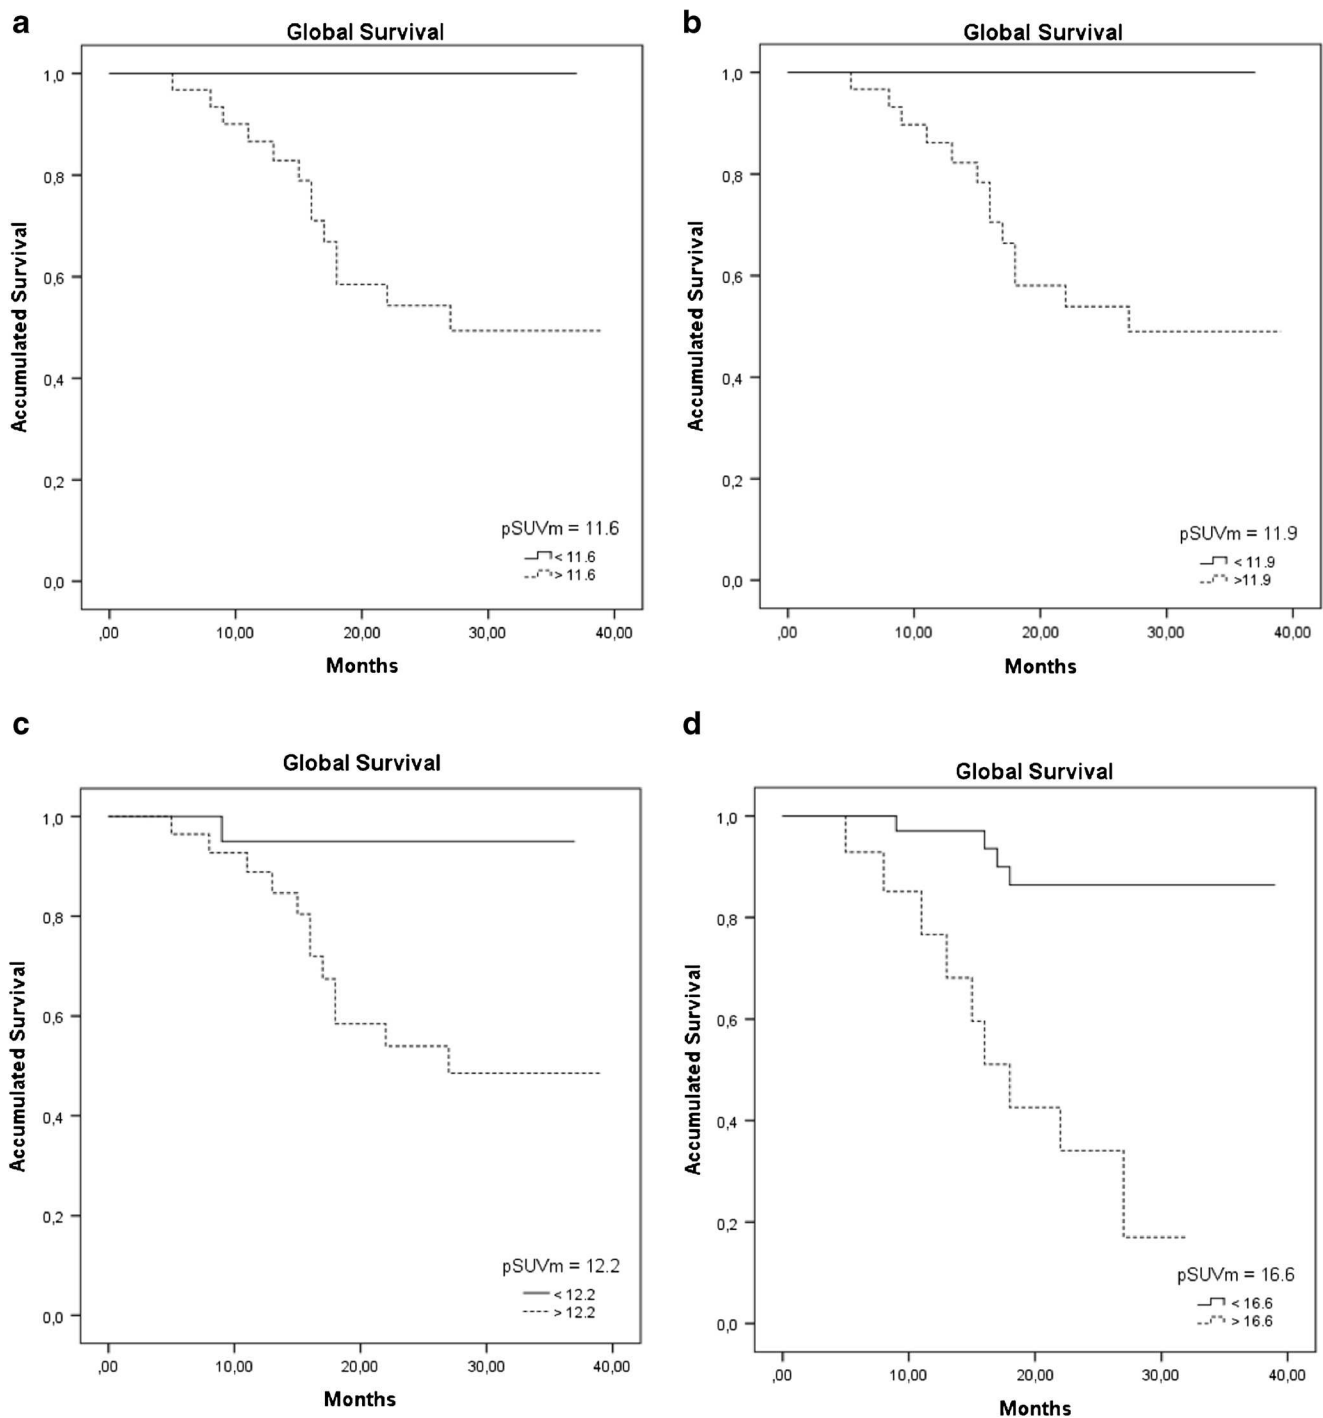 a
Global Survival
1,0
0,8
0,6
0,4
0,2
0,0
Accumulated Survival
pSUVm = 11.6
< 11.6
> 11.6
,00 10,00 20,00 30,00 40,00
Months
b
Global Survival
1,0
0,8
0,6
0,4
0,2
0,0
Accumulated Survival
pSUVm = 11.9
< 11.9
>11.9
,00 10,00 20,00 30,00 40,00
Months
c
Global Survival
1,0
0,8
0,6
0,4
0,2
0,0
Accumulated Survival
pSUVm = 12.2
< 12.2
> 12.2
,00 10,00 20,00 30,00 40,00
Months
d
Global Survival
1,0
0,8
0,6
0,4
0,2
0,0
Accumulated Survival
pSUVm = 16.6
< 16.6
> 16.6
,00 10,00 20,00 30,00 40,00
Months